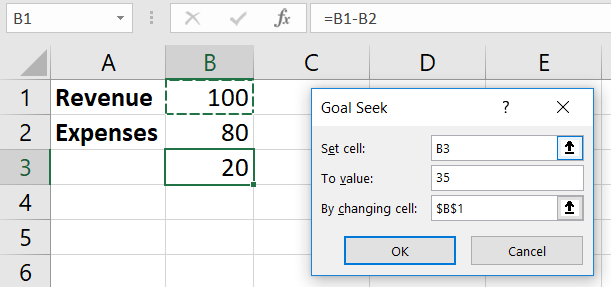 B1 fx =B1-B2
A B C D E
1 Revenue 100
2 Expenses 80
3 20
4
5
6
Goal Seek ?
Set cell: B3
To value: 35
By changing cell: $B$1
OK Cancel